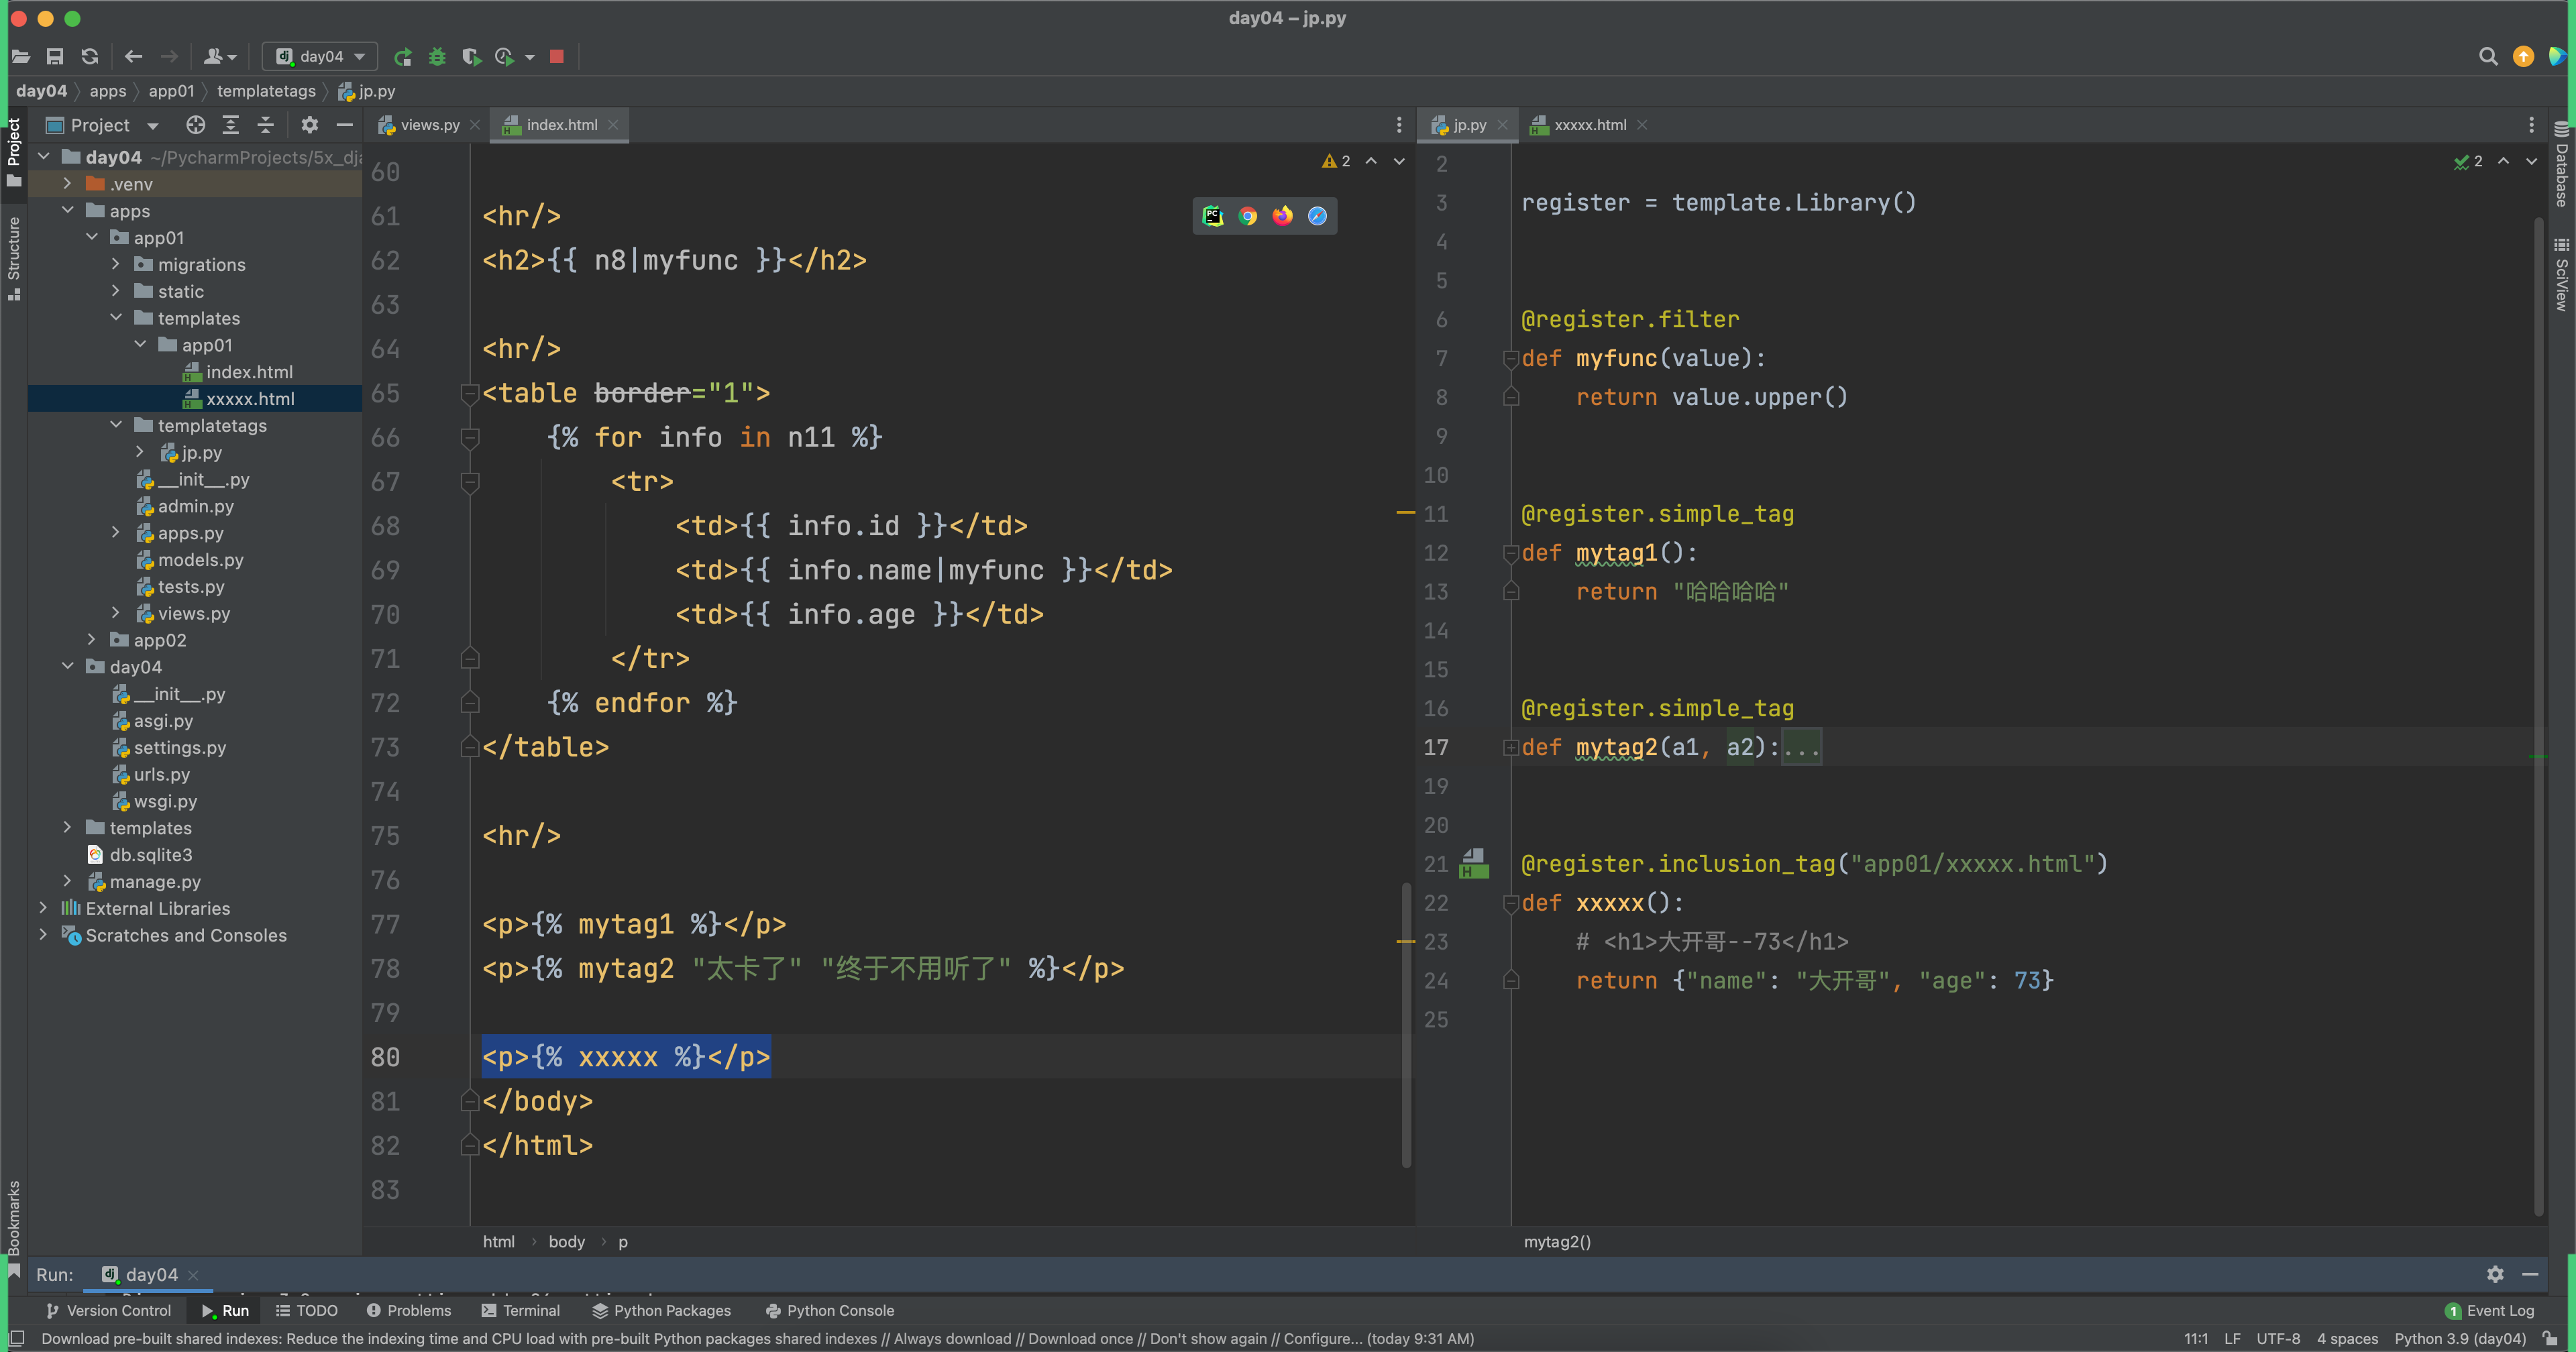 day04 – jp.py
day04
day04 apps app01 templatetags jp.py
Project
views.py index.html
jp.py xxxxx.html
Project
Structure
Bookmarks
Database
SciView
day04 ~/PycharmProjects/5x_dja
.venv
apps
app01
migrations
static
templates
app01
index.html
xxxxx.html
templatetags
jp.py
__init__.py
admin.py
apps.py
models.py
tests.py
views.py
app02
day04
__init__.py
asgi.py
settings.py
urls.py
wsgi.py
templates
db.sqlite3
manage.py
External Libraries
Scratches and Consoles
2
60
61 <hr/>
62 <h2>{{ n8|myfunc }}</h2>
63
64 <hr/>
65 <table border="1">
66 {% for info in n11 %}
67 <tr>
68 <td>{{ info.id }}</td>
69 <td>{{ info.name|myfunc }}</td>
70 <td>{{ info.age }}</td>
71 </tr>
72 {% endfor %}
73 </table>
74
75 <hr/>
76
77 <p>{% mytag1 %}</p>
78 <p>{% mytag2 "太卡了" "终于不用听了" %}</p>
79
80 <p>{% xxxxx %}</p>
81 </body>
82 </html>
83
html body p
2
2
3 register = template.Library()
4
5
6 @register.filter
7 def myfunc(value):
8 return value.upper()
9
10
11 @register.simple_tag
12 def mytag1():
13 return "哈哈哈哈"
14
15
16 @register.simple_tag
17 def mytag2(a1, a2):...
19
20
21 @register.inclusion_tag("app01/xxxxx.html")
22 def xxxxx():
23 # <h1>大开哥--73</h1>
24 return {"name": "大开哥", "age": 73}
25
mytag2()
Run: day04
Version Control Run TODO Problems Terminal Python Packages Python Console 1 Event Log
Download pre-built shared indexes: Reduce the indexing time and CPU load with pre-built Python packages shared indexes // Always download // Download once // Don't show again // Configure... (today 9:31 AM) 11:1 LF UTF-8 4 spaces Python 3.9 (day04)